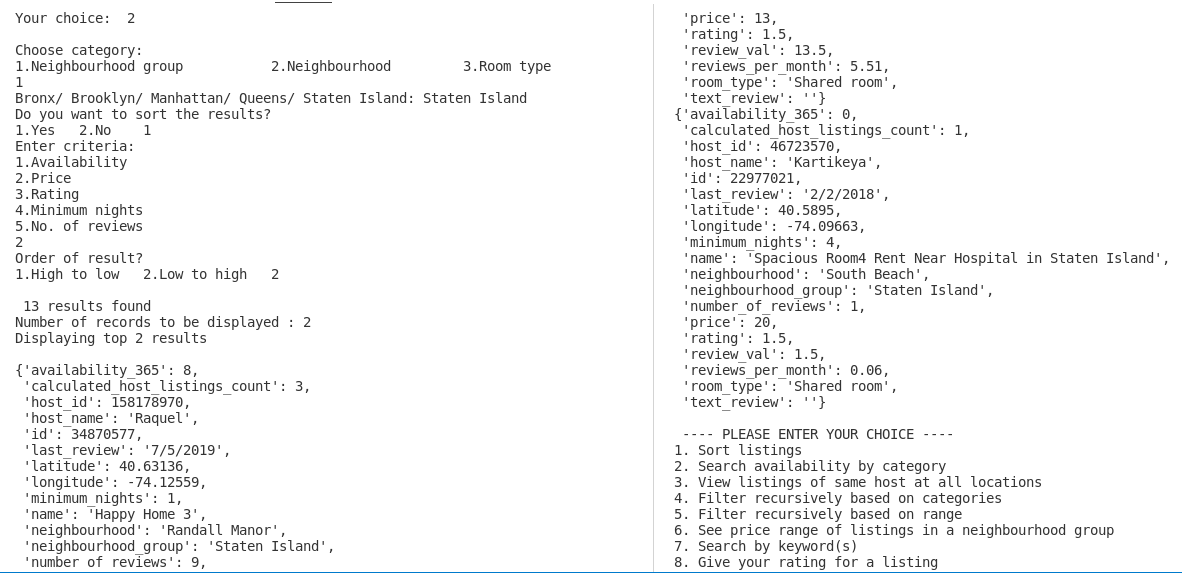 Your choice:  2
Choose category:
1.Neighbourhood group           2.Neighbourhood         3.Room type
1
Bronx/ Brooklyn/ Manhattan/ Queens/ Staten Island: Staten Island
Do you want to sort the results?
1.Yes   2.No    1
Enter criteria:
1.Availability
2.Price
3.Rating
4.Minimum nights
5.No. of reviews
2
Order of result?
1.High to low   2.Low to high   2
 13 results found
Number of records to be displayed : 2
Displaying top 2 results
{'availability_365': 8,
 'calculated_host_listings_count': 3,
 'host_id': 158178970,
 'host_name': 'Raquel',
 'id': 34870577,
 'last_review': '7/5/2019',
 'latitude': 40.63136,
 'longitude': -74.12559,
 'minimum_nights': 1,
 'name': 'Happy Home 3',
 'neighbourhood': 'Randall Manor',
 'neighbourhood_group': 'Staten Island',
 'number_of_reviews': 9,
 'price': 13,
 'rating': 1.5,
 'review_val': 13.5,
 'reviews_per_month': 5.51,
 'room_type': 'Shared room',
 'text_review': ''}
{'availability_365': 0,
 'calculated_host_listings_count': 1,
 'host_id': 46723570,
 'host_name': 'Kartikeya',
 'id': 22977021,
 'last_review': '2/2/2018',
 'latitude': 40.5895,
 'longitude': -74.09663,
 'minimum_nights': 4,
 'name': 'Spacious Room4 Rent Near Hospital in Staten Island',
 'neighbourhood': 'South Beach',
 'neighbourhood_group': 'Staten Island',
 'number_of_reviews': 1,
 'price': 20,
 'rating': 1.5,
 'review_val': 1.5,
 'reviews_per_month': 0.06,
 'room_type': 'Shared room',
 'text_review': ''}
 ---- PLEASE ENTER YOUR CHOICE ----
1. Sort listings
2. Search availability by category
3. View listings of same host at all locations
4. Filter recursively based on categories
5. Filter recursively based on range
6. See price range of listings in a neighbourhood group
7. Search by keyword(s)
8. Give your rating for a listing